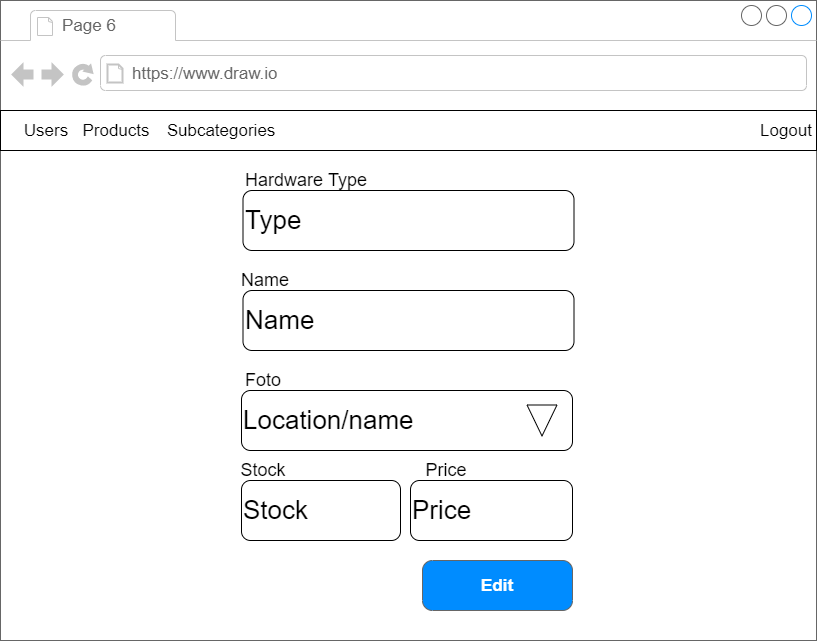 Page 6
https://www.draw.io
Users Products Subcategories Logout
Hardware Type
Type
Name
Name
Foto
Location/name
Stock Price
Stock Price
Edit